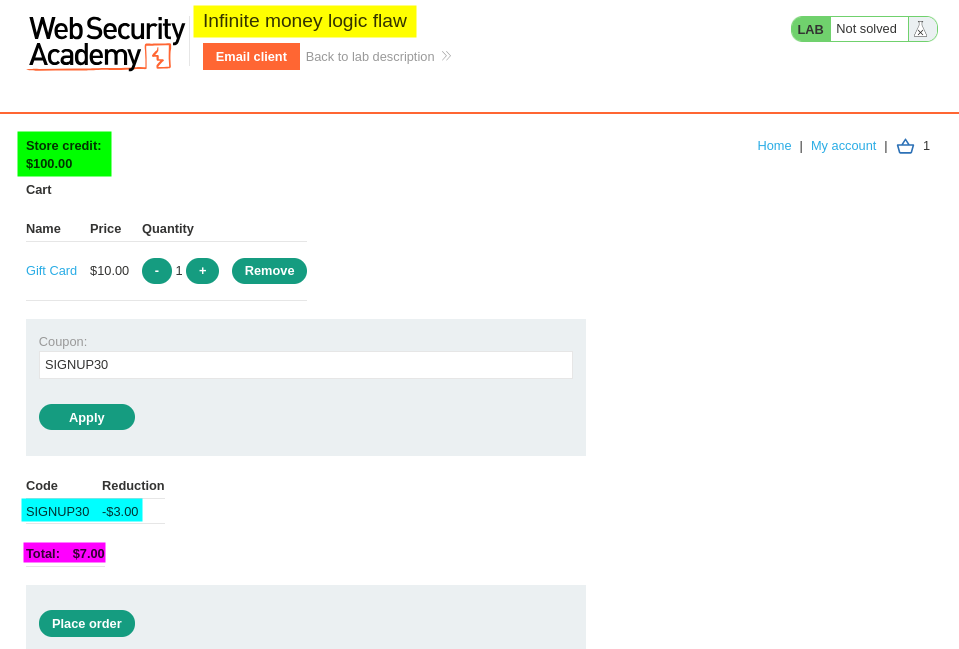 Web Security
Academy
Infinite money logic flaw
Email client
Back to lab description
LAB
Not solved
Store credit:
$100.00
Home | My account | 1
Cart
Name Price Quantity
Gift Card $10.00 - 1 + Remove
Coupon:
SIGNUP30
Apply
Code Reduction
SIGNUP30 -$3.00
Total: $7.00
Place order